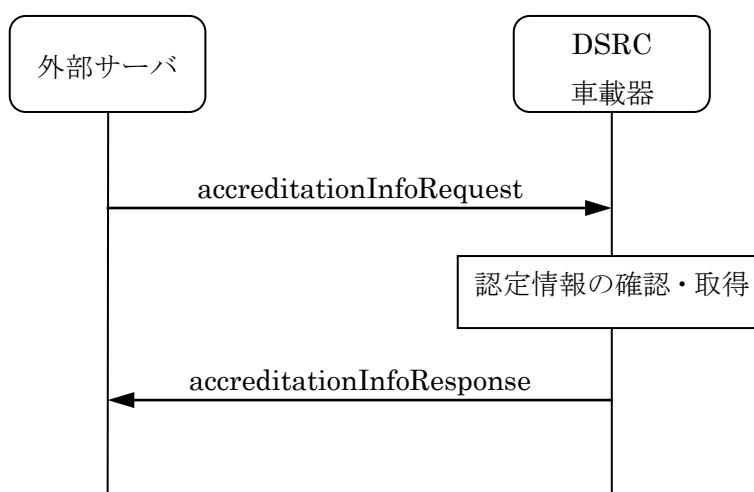 外部サーバ
DSRC
車載器
accreditationInfoRequest
認定情報の確認・取得
accreditationInfoResponse